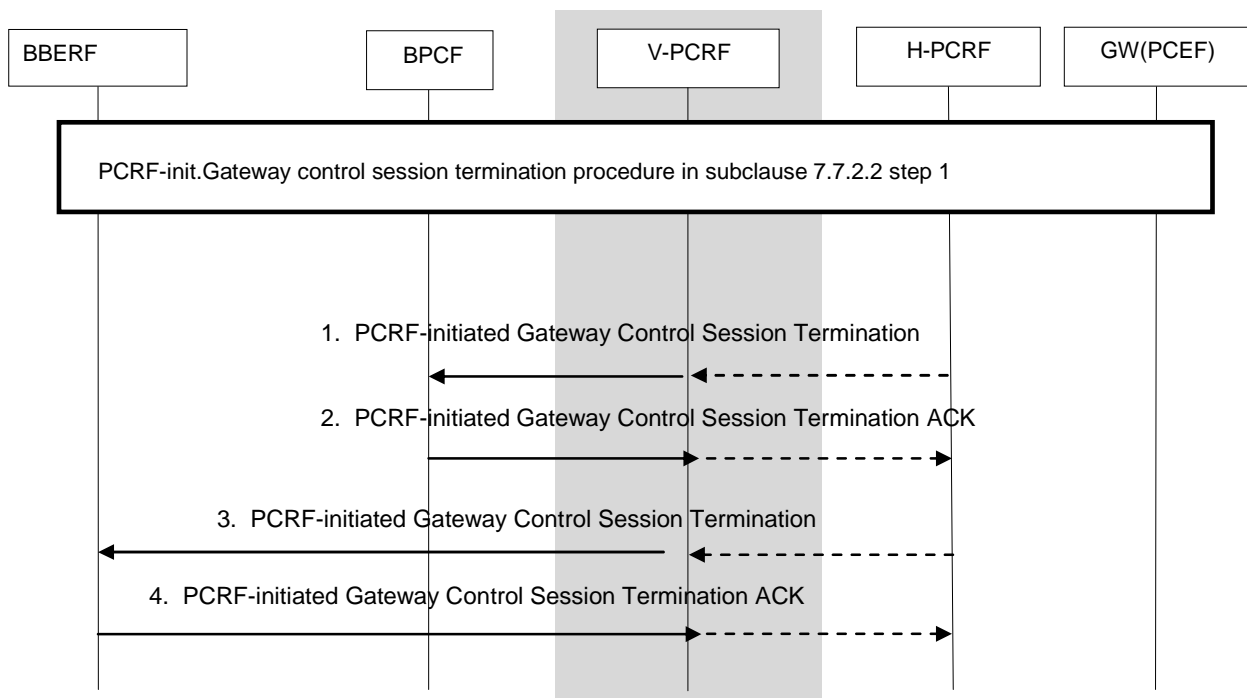 BBERF
BPCF
V-PCRF
H-PCRF
GW(PCEF)
PCRF-init.Gateway control session termination procedure in subclause 7.7.2.2 step 1
1. PCRF-initiated Gateway Control Session Termination
2. PCRF-initiated Gateway Control Session Termination ACK
3. PCRF-initiated Gateway Control Session Termination
4. PCRF-initiated Gateway Control Session Termination ACK